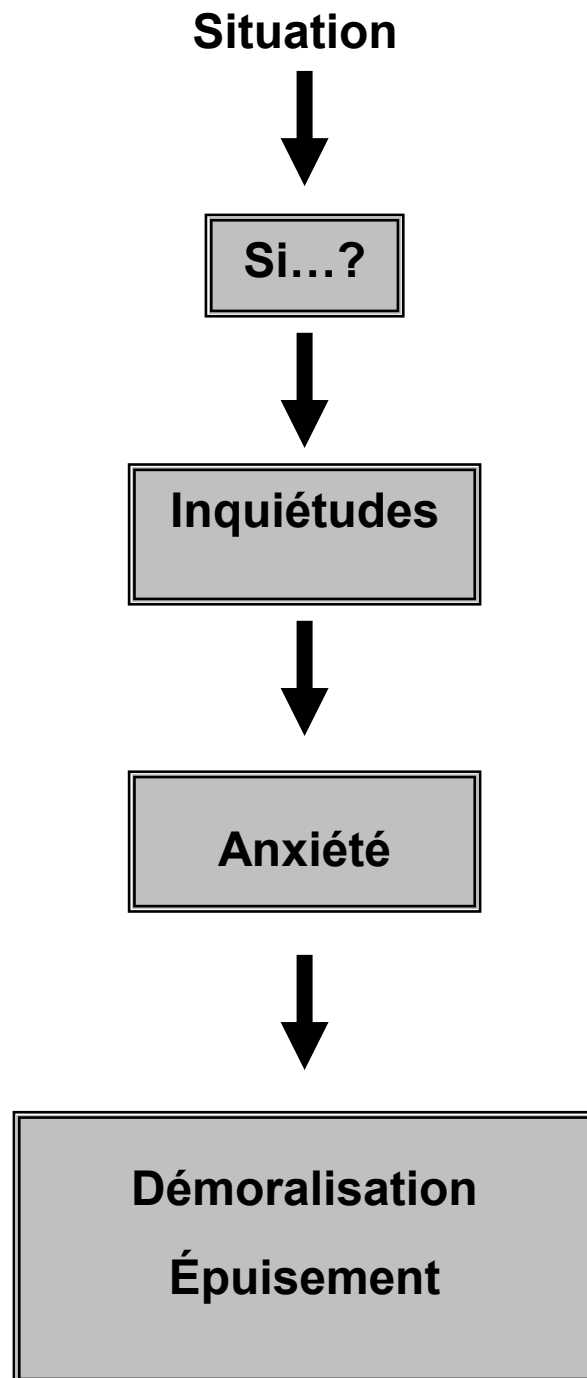 Situation
Si…?
Inquiétudes
Anxiété
Démoralisation
Épuisement